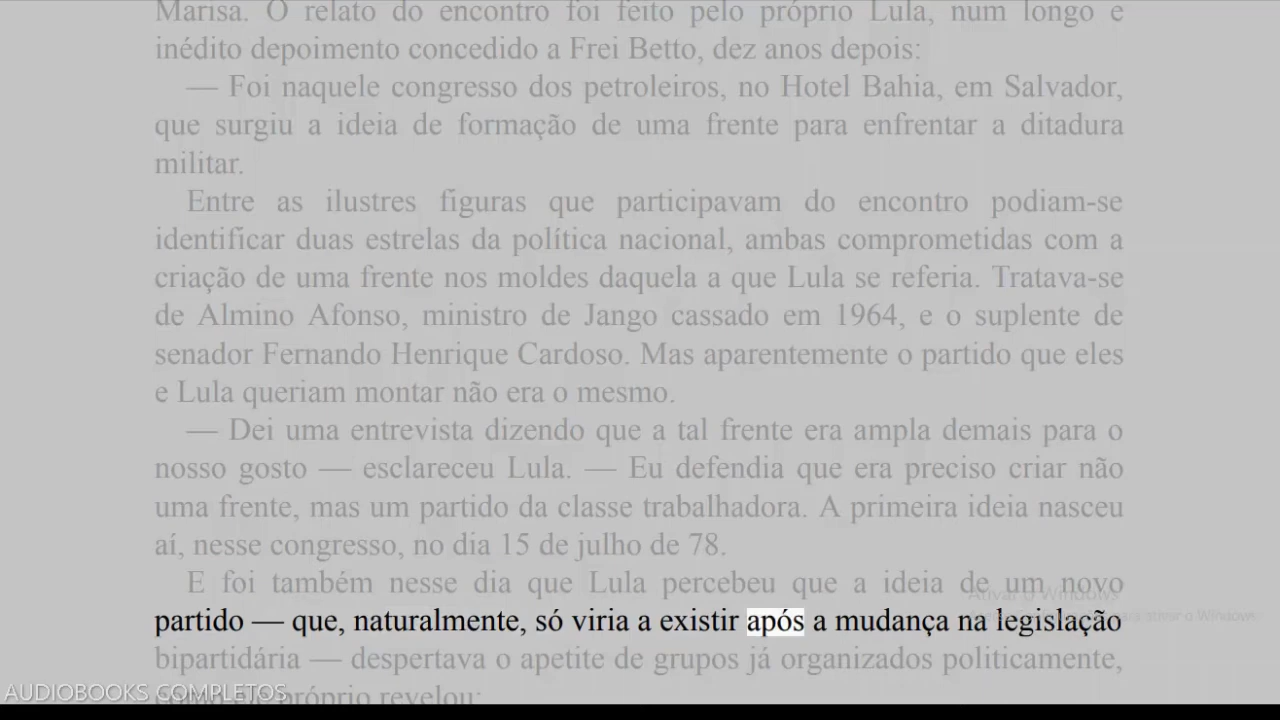 Marisa. O relato do encontro foi feito pelo próprio Lula, num longo e
inédito depoimento concedido a Frei Betto, dez anos depois:
— Foi naquele congresso dos petroleiros, no Hotel Bahia, em Salvador,
que surgiu a ideia de formação de uma frente para enfrentar a ditadura
militar.
Entre as ilustres figuras que participavam do encontro podiam-se
identificar duas estrelas da política nacional, ambas comprometidas com a
criação de uma frente nos moldes daquela a que Lula se referia. Tratava-se
de Almino Afonso, ministro de Jango cassado em 1964, e o suplente de
senador Fernando Henrique Cardoso. Mas aparentemente o partido que eles
e Lula queriam montar não era o mesmo.
— Dei uma entrevista dizendo que a tal frente era ampla demais para o
nosso gosto — esclareceu Lula. — Eu defendia que era preciso criar não
uma frente, mas um partido da classe trabalhadora. A primeira ideia nasceu
aí, nesse congresso, no dia 15 de julho de 78.
E foi também nesse dia que Lula percebeu que a ideia de um novo
Ativar o Windows
partido — que, naturalmente, só viria a existir após a mudança na legislação
para ativar o Windows
bipartidária — despertava o apetite de grupos já organizados politicamente,
AUDIOBOOKS COMPLETOS
próprio revelou: